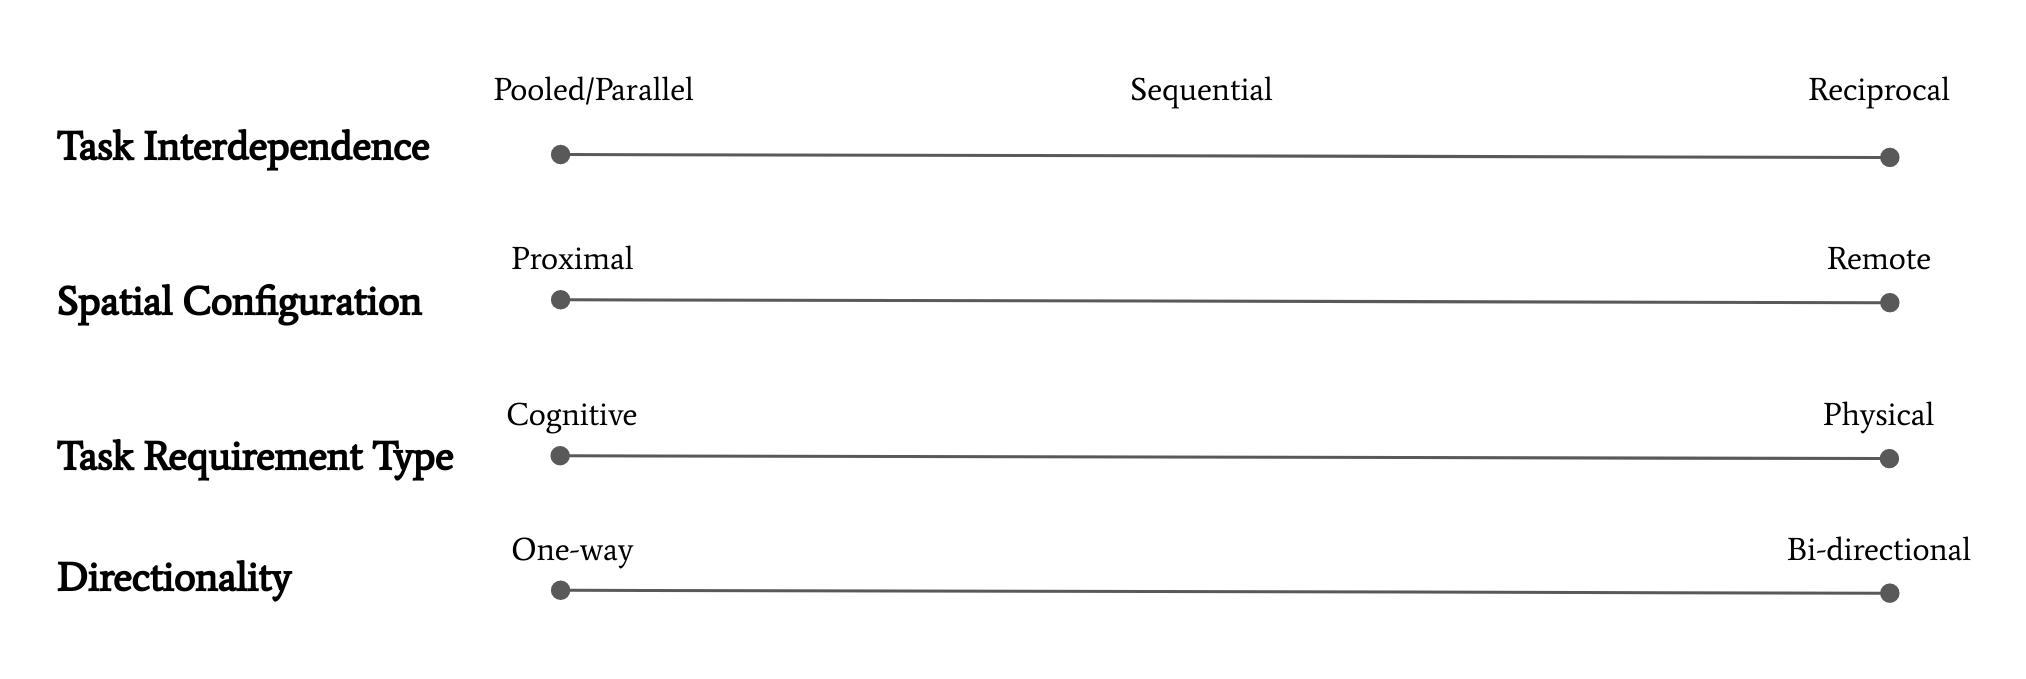 Pooled/Parallel Sequential Reciprocal
Task Interdependence
Proximal Remote
Spatial Configuration
Cognitive Physical
Task Requirement Type
One-way Bi-directional
Directionality